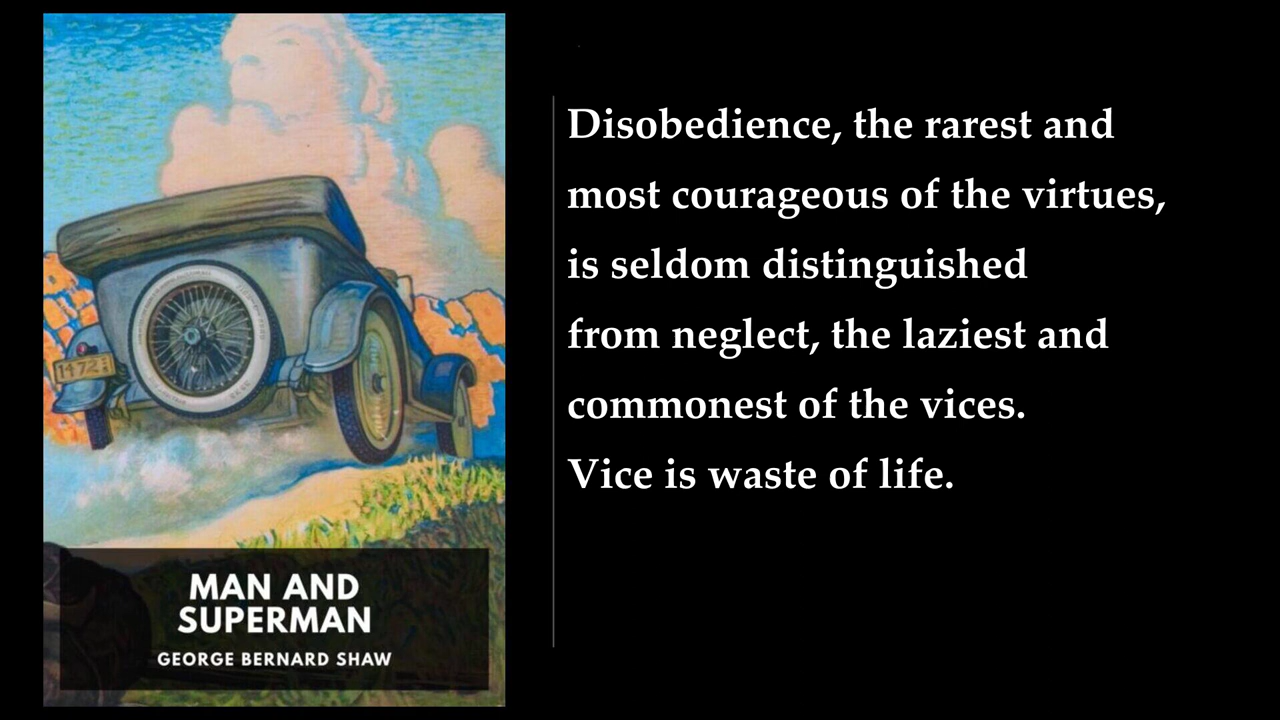 Disobedience, the rarest and
most courageous of the virtues,
is seldom distinguished
from neglect, the laziest and
commonest of the vices.
Vice is waste of life.
1472
MAN AND
SUPERMAN
GEORGE BERNARD SHAW